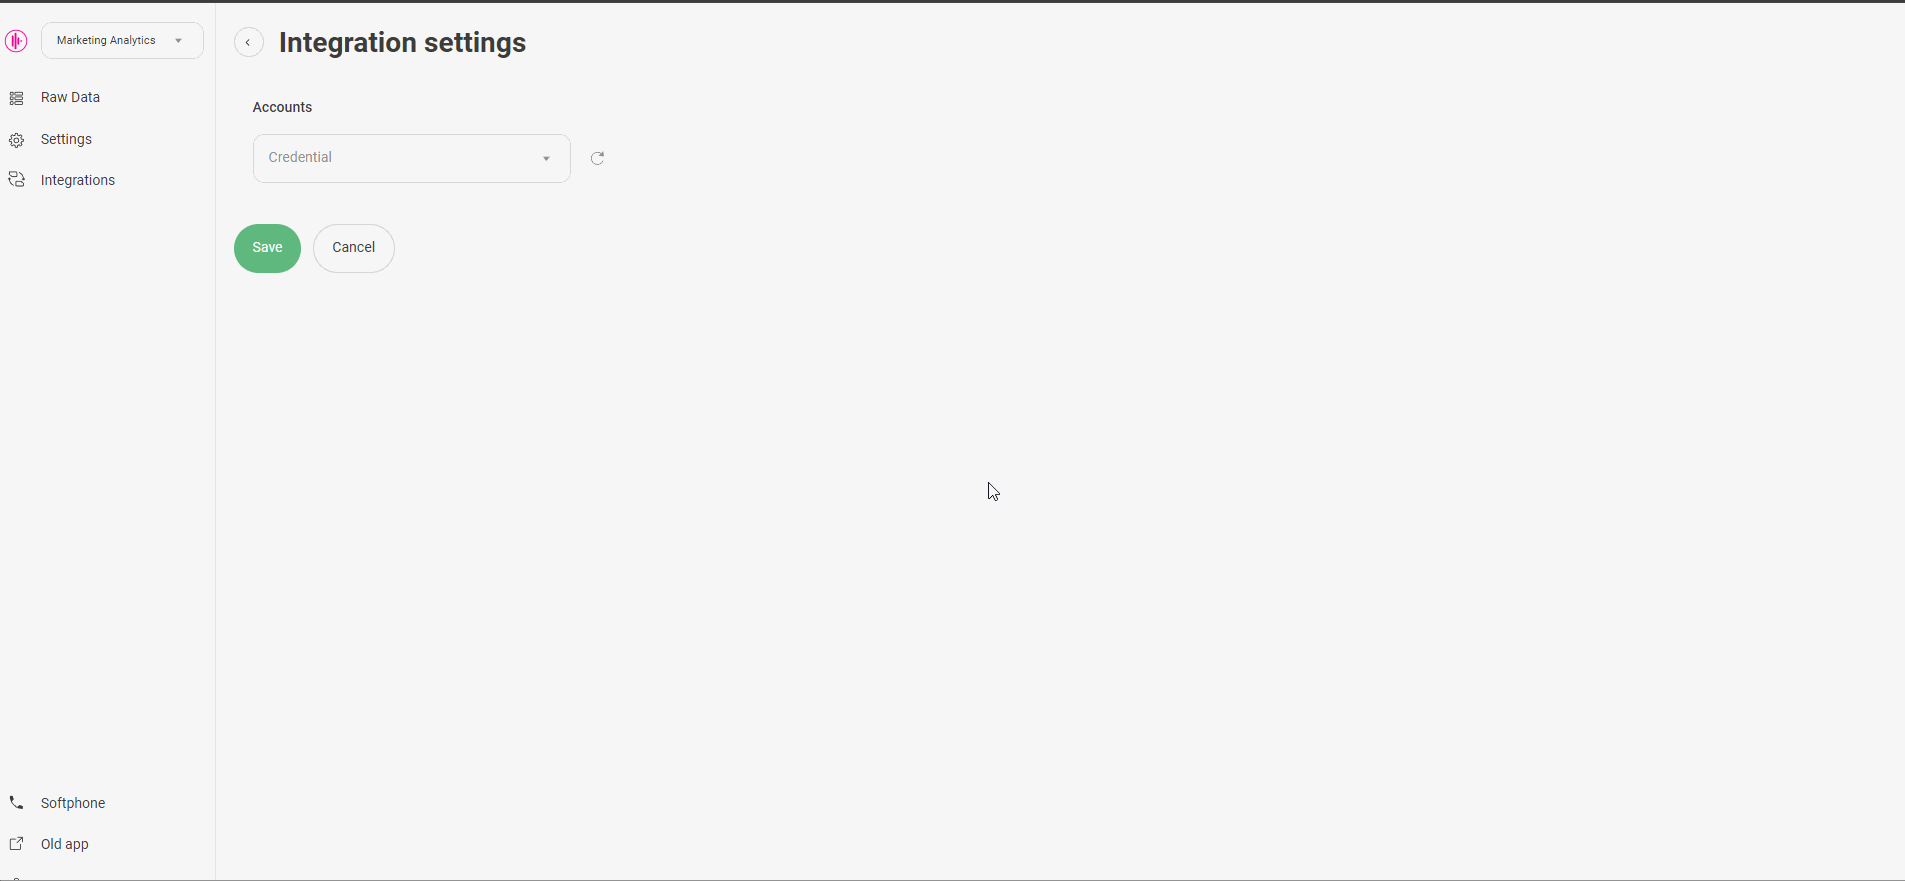 Marketing Analytics
Raw Data
Settings
Integrations
Softphone
Old app
Integration settings
Accounts
Credential
Save
Cancel